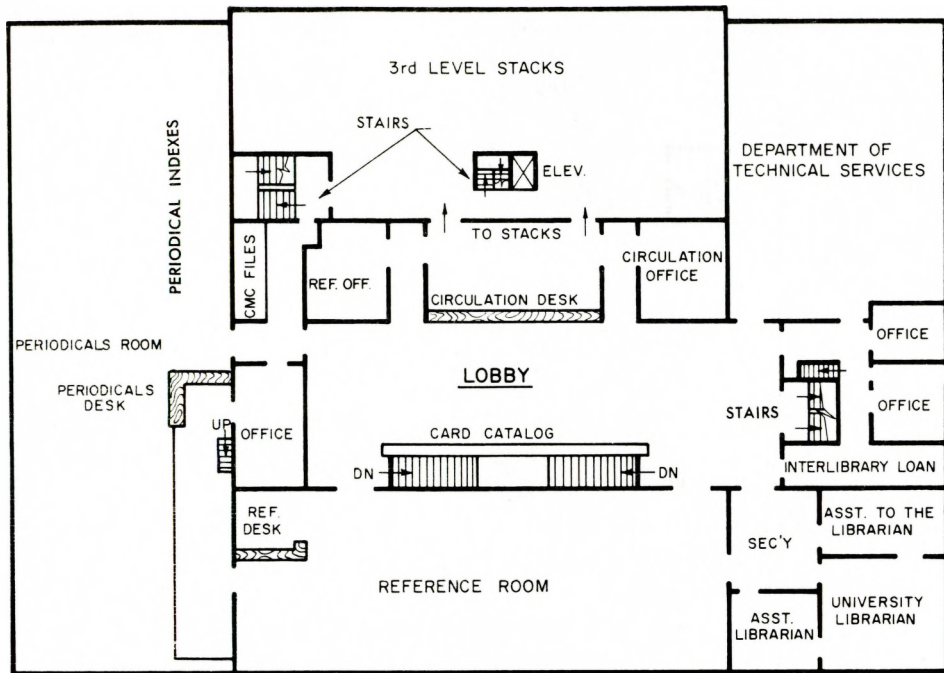 3rd LEVEL STACKS
STAIRS
ELEV.
DEPARTMENT OF
TECHNICAL SERVICES
PERIODICAL INDEXES
TO STACKS
CMC FILES
REF. OFF.
CIRCULATION
OFFICE
CIRCULATION DESK
PERIODICALS ROOM
OFFICE
LOBBY
PERIODICALS
DESK
OFFICE
STAIRS
UP
OFFICE
CARD CATALOG
DN
DN
INTERLIBRARY LOAN
REF.
DESK
ASST. TO THE
LIBRARIAN
SEC'Y
REFERENCE ROOM
ASST.
LIBRARIAN
UNIVERSITY
LIBRARIAN